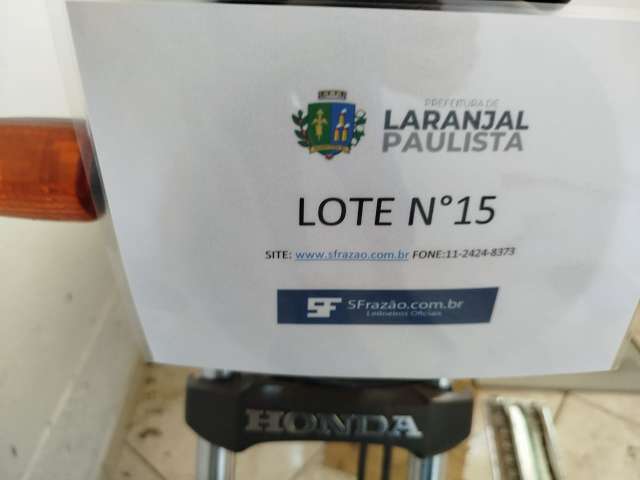 PREFEITURA DE
LARANJAL
PAULISTA
LOTE N°15
SITE: www.sfrazao.com.br FONE:11-2424-8373
SF SFrazão.com.br
Leiloeiros Oficiais
HONDA